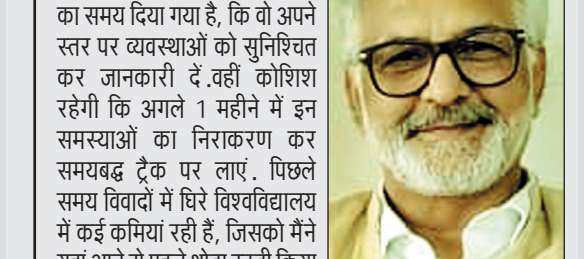 का समय दिया गया है, कि वो अपने
स्तर पर व्यवस्थाओं को सुनिश्चित
कर जानकारी दें.वहीं कोशिश
रहेगी कि अगले 1 महीने में इन
समस्याओं का निराकरण कर
समयबद्ध ट्रैक पर लाएं. पिछले
समय विवादों में घिरे विश्वविद्यालय
में कई कमियां रही हैं, जिसको मैंने